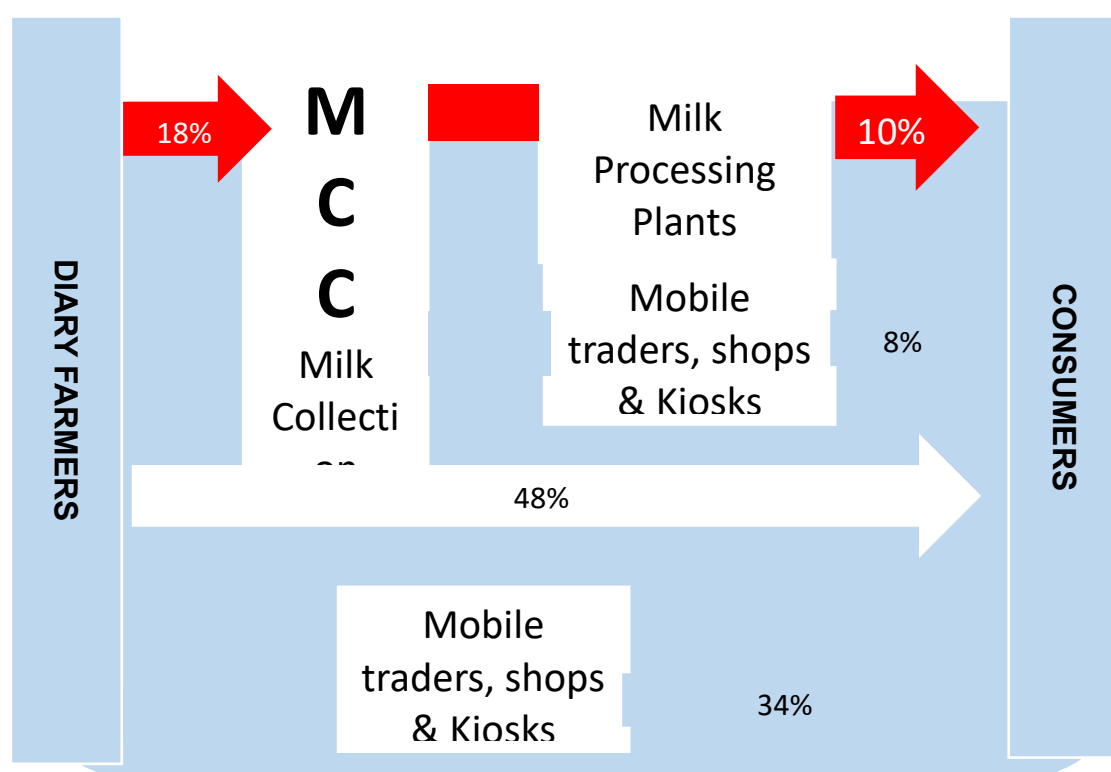 DIARY FARMERS
18%
M
C
C
Milk
Collecti
on
Milk
Processing
Plants
10%
Mobile
traders, shops
& Kiosks
8%
48%
Mobile
traders, shops
& Kiosks
34%
CONSUMERS